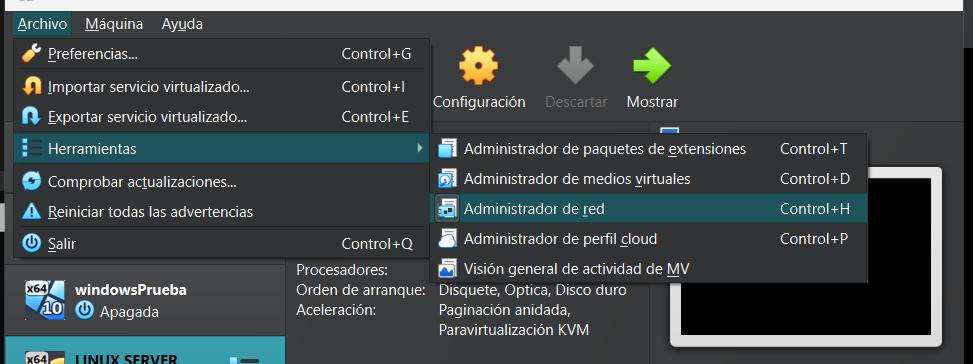 Archivo Máquina Ayuda
Preferencias... Control+G
Importar servicio virtualizado... Control+I
Exportar servicio virtualizado... Control+E
Herramientas
Comprobar actualizaciones...
Reiniciar todas las advertencias
Salir Control+Q
Configuración Descartar Mostrar
Administrador de paquetes de extensiones Control+T
Administrador de medios virtuales Control+D
Administrador de red Control+H
Administrador de perfil cloud Control+P
Visión general de actividad de MV
Procesadores:
Orden de arranque: Disquete, Óptica, Disco duro
Aceleración: Paginación anidada,
Paravirtualización KVM
x64
10
windowsPrueba
Apagada
x64
LINUX SERVER